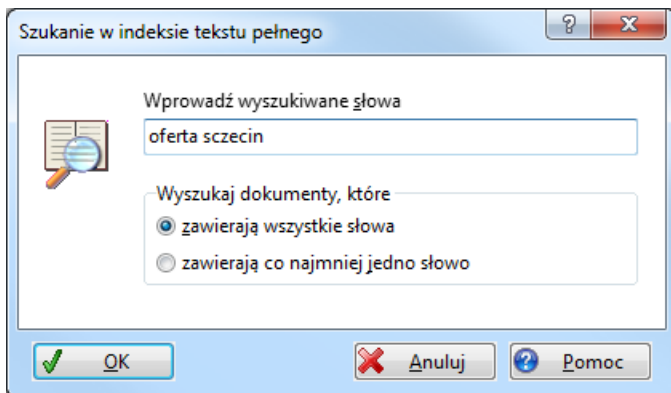 Szukanie w indeksie tekstu pełnego
Wprowadź wyszukiwane słowa
oferta sczecin
Wyszukaj dokumenty, które
zawierają wszystkie słowa
zawierają co najmniej jedno słowo
OK Anuluj Pomoc